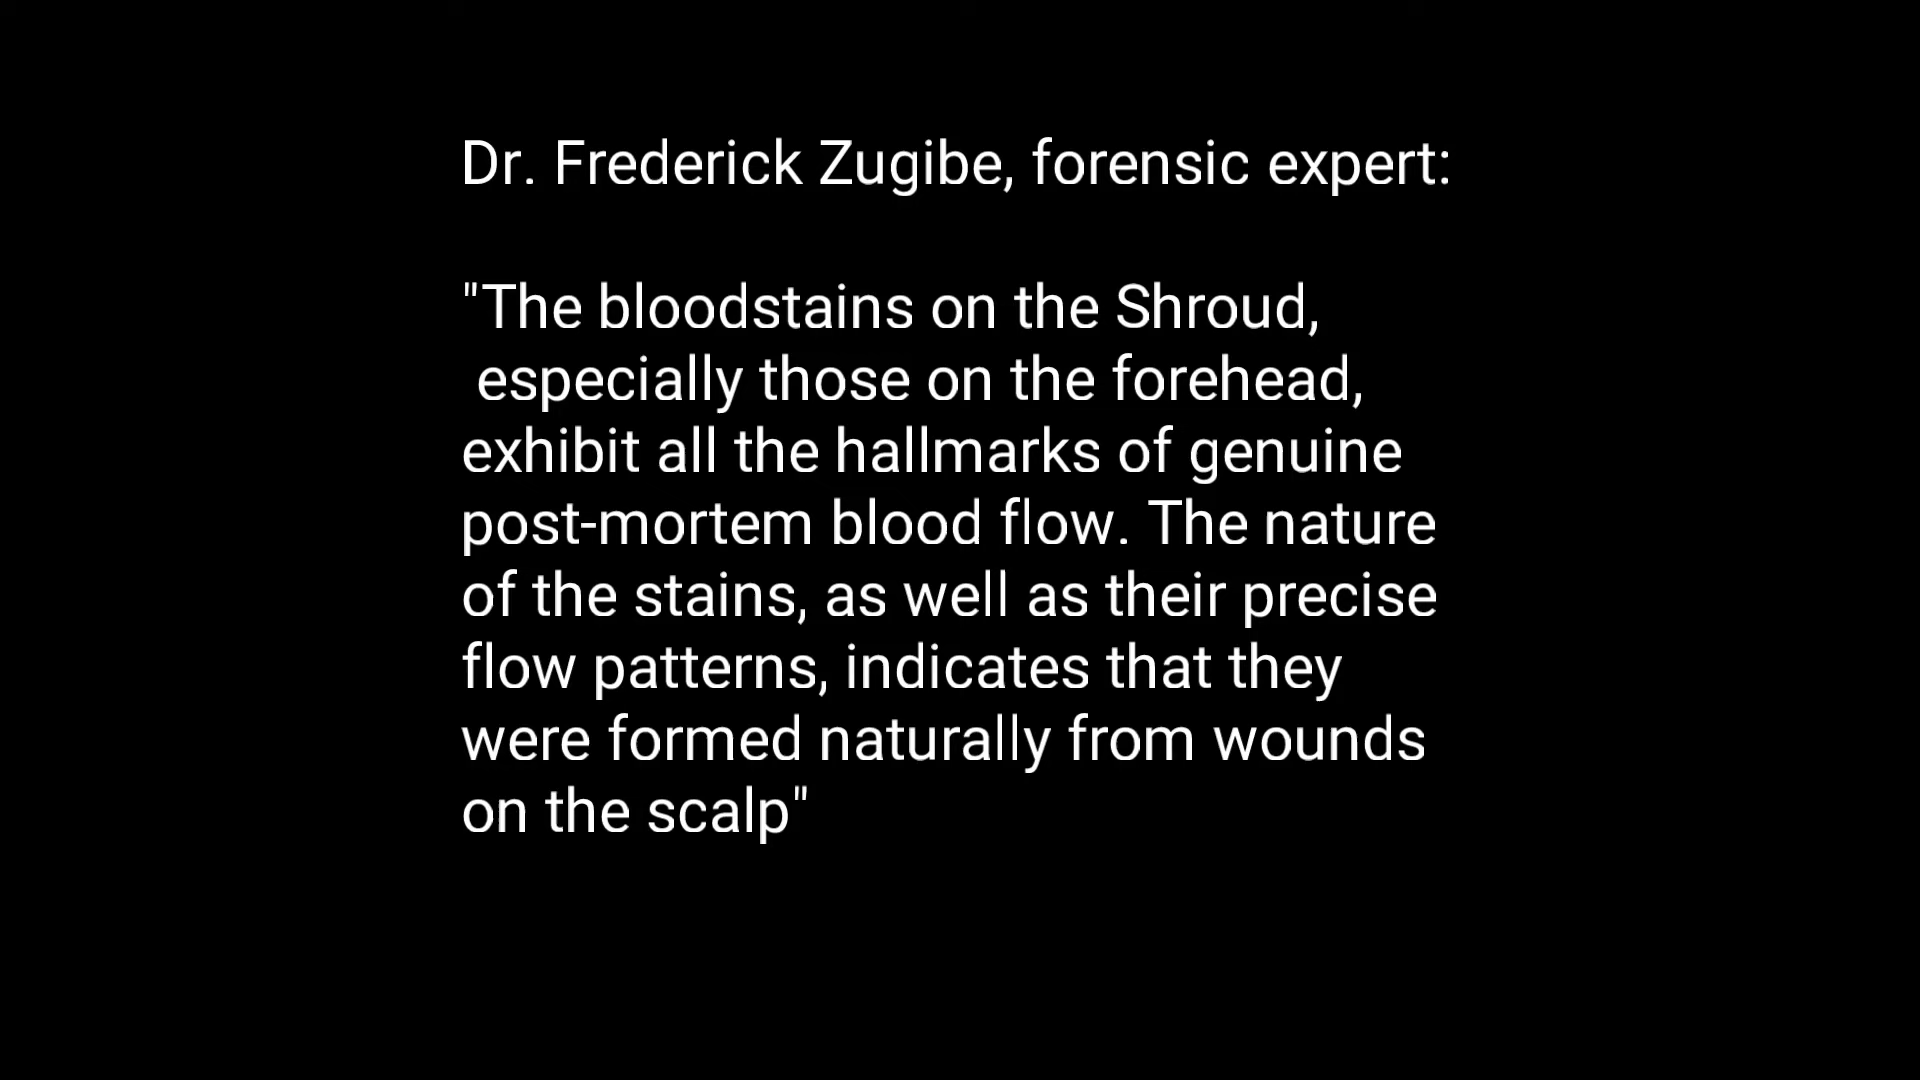 Dr. Frederick Zugibe, forensic expert:
"The bloodstains on the Shroud,
especially those on the forehead,
exhibit all the hallmarks of genuine
post-mortem blood flow. The nature
of the stains, as well as their precise
flow patterns, indicates that they
were formed naturally from wounds
on the scalp"